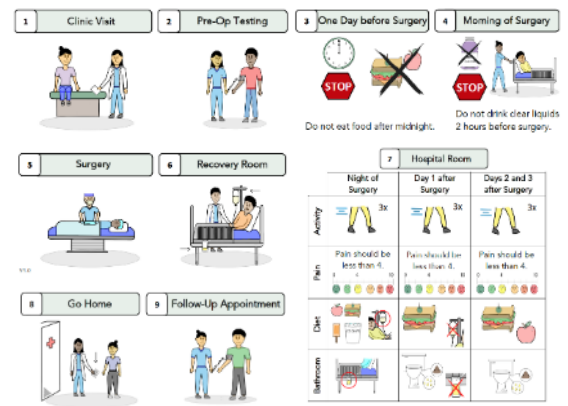 1 Clinic Visit
2 Pre-Op Testing
3 One Day before Surgery
STOP
Do not eat food after midnight.
4 Morning of Surgery
STOP
Do not drink clear liquids
2 hours before surgery.
5 Surgery
6 Recovery Room
7 Hospital Room
Night of
Surgery
Day 1 after
Surgery
Days 2 and 3
after Surgery
Activity
3x
3x
3x
Pain
Pain should be
less than 4.
Pain should be
less than 4.
Pain should be
less than 4.
Diet
Bathroom
8 Go Home
9 Follow-Up Appointment